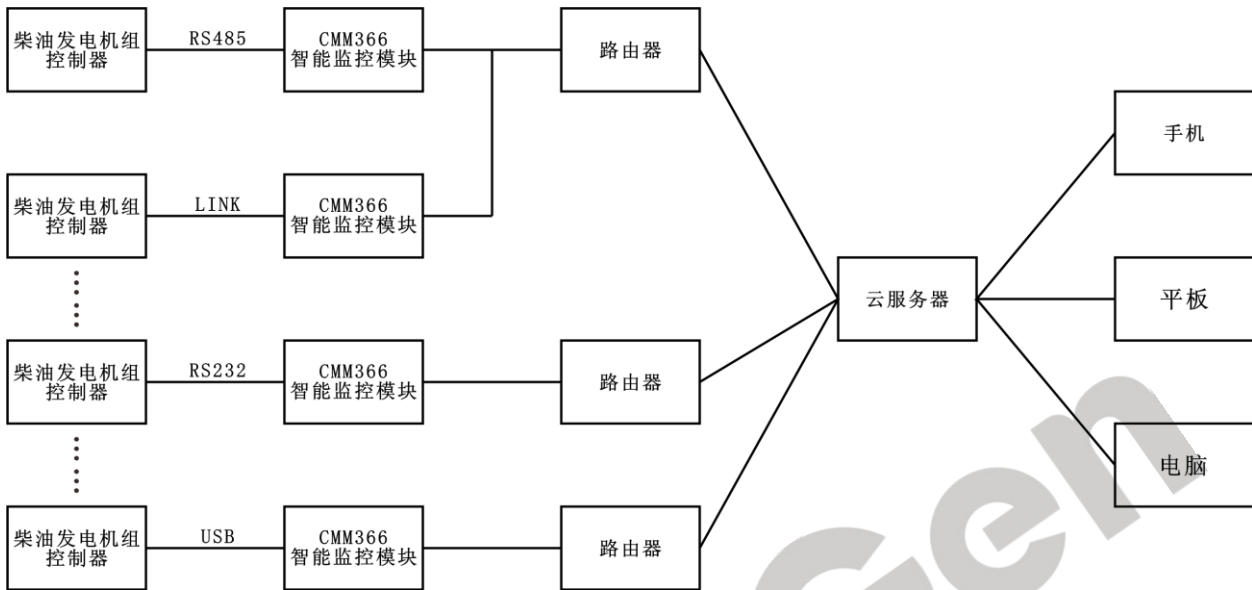 柴油发电机组
控制器
RS485
CMM366
智能监控模块
路由器
手机
柴油发电机组
控制器
LINK
CMM366
智能监控模块
云服务器
平板
柴油发电机组
控制器
RS232
CMM366
智能监控模块
路由器
电脑
柴油发电机组
控制器
USB
CMM366
智能监控模块
路由器
Gen